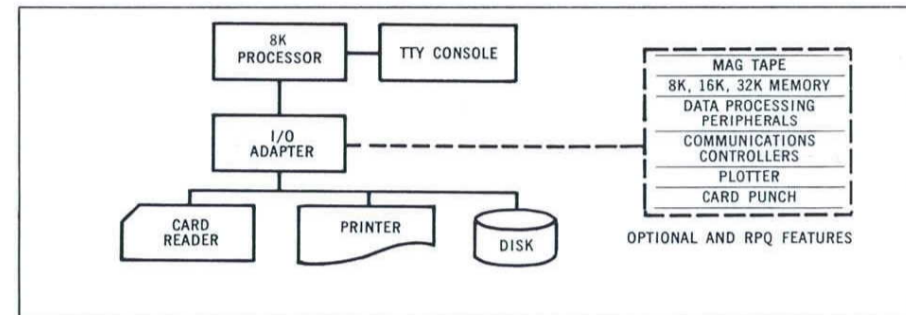 8K
PROCESSOR
TTY CONSOLE
I/O
ADAPTER
CARD
READER
PRINTER
DISK
MAG TAPE
8K, 16K, 32K MEMORY
DATA PROCESSING
PERIPHERALS
COMMUNICATIONS
CONTROLLERS
PLOTTER
CARD PUNCH
OPTIONAL AND RPQ FEATURES